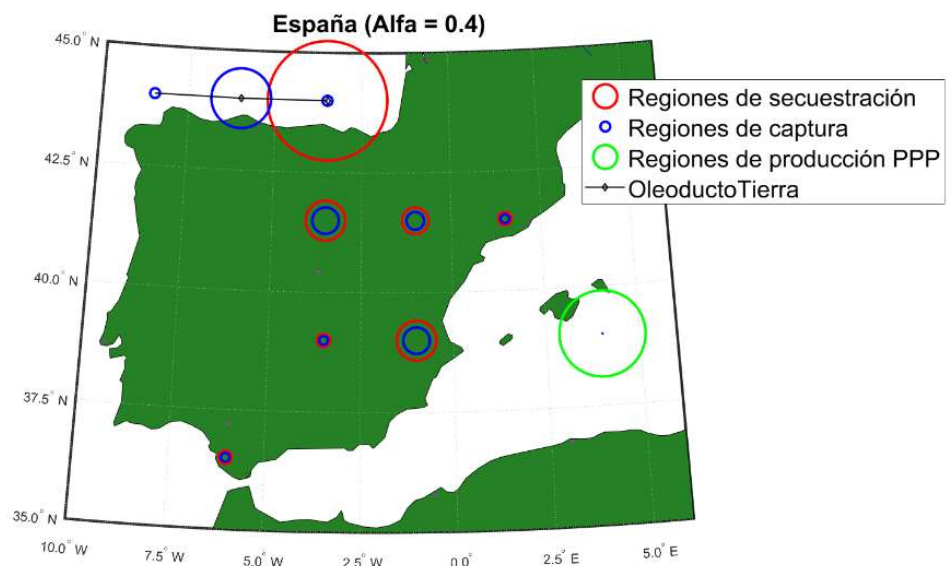 España (Alfa = 0.4)
45.0° N
42.5° N
40.0° N
37.5° N
35.0° N
10.0° W
7.5° W
5.0° W
2.5° W
0.0°
2.5° E
5.0° E
Regiones de secuestración
Regiones de captura
Regiones de producción PPP
OleoductoTierra